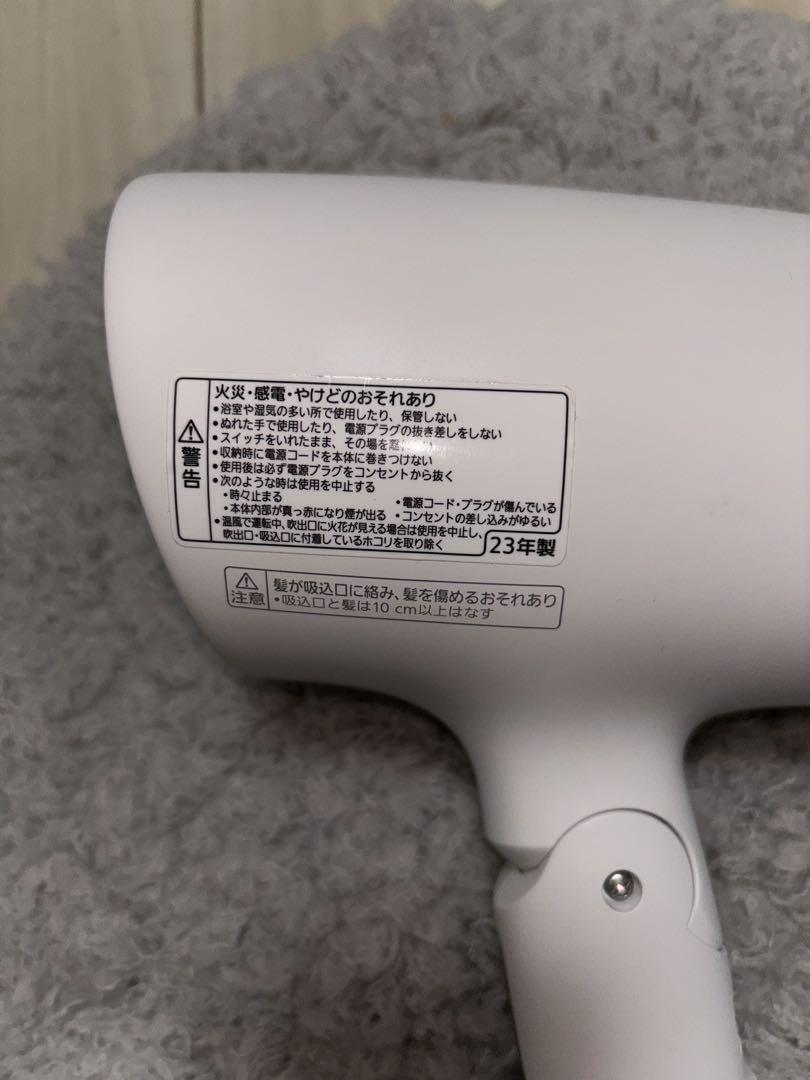 火災・感電・やけどのおそれあり
•浴室や湿気の多い所で使用したり、保管しない
•ぬれた手で使用したり、電源プラグの抜き差しをしない
•スイッチをいれたまま、その場を
•収納時に電源コードを本体に巻きつけない
•使用後は必ず電源プラグをコンセントから抜く
•次のような時は使用を中止する
・時々止まる
・電源コード・プラグが傷んでいる
・本体内部が真っ赤になり煙が出る
・コンセントの差し込みがゆるい
•温風で運転中、吹出口に火花が見える場合は使用を中止し、
吹出口・吸込口に付着しているホコリを取り除く
警告
23年製
注意
髪が吸込口に絡み、髪を傷めるおそれあり
•吸込口と髪は10 cm以上はなす